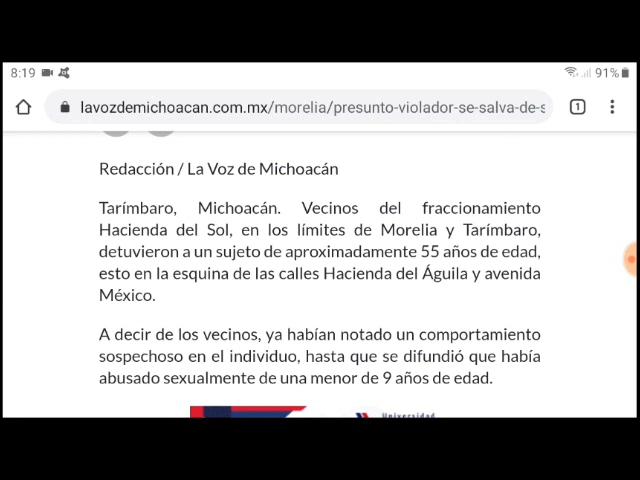 8:19
91%
lavozdemichoacan.com.mx/morelia/presunto-violador-se-salva-de-s
1
Redacción / La Voz de Michoacán
Tarímbaro, Michoacán. Vecinos del fraccionamiento
Hacienda del Sol, en los límites de Morelia y Tarímbaro,
detuvieron a un sujeto de aproximadamente 55 años de edad,
esto en la esquina de las calles Hacienda del Águila y avenida
México.
A decir de los vecinos, ya habían notado un comportamiento
sospechoso en el individuo, hasta que se difundió que había
abusado sexualmente de una menor de 9 años de edad.
Universidad